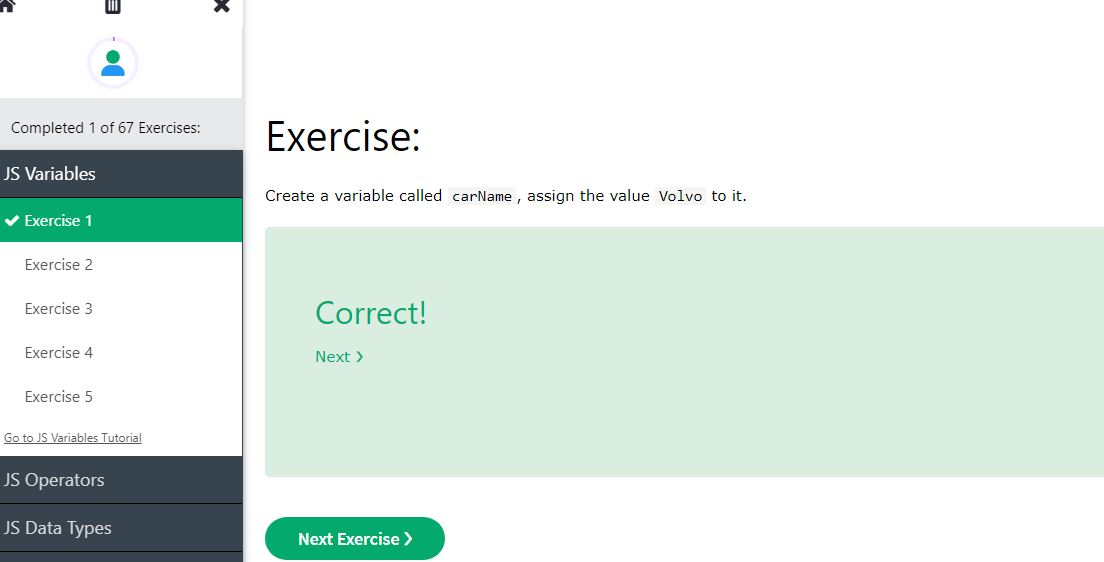 Completed 1 of 67 Exercises:
JS Variables
Exercise 1
Exercise 2
Exercise 3
Exercise 4
Exercise 5
Go to JS Variables Tutorial
JS Operators
JS Data Types
Exercise:
Create a variable called carName, assign the value Volvo to it.
Correct!
Next ❯
Next Exercise ❯